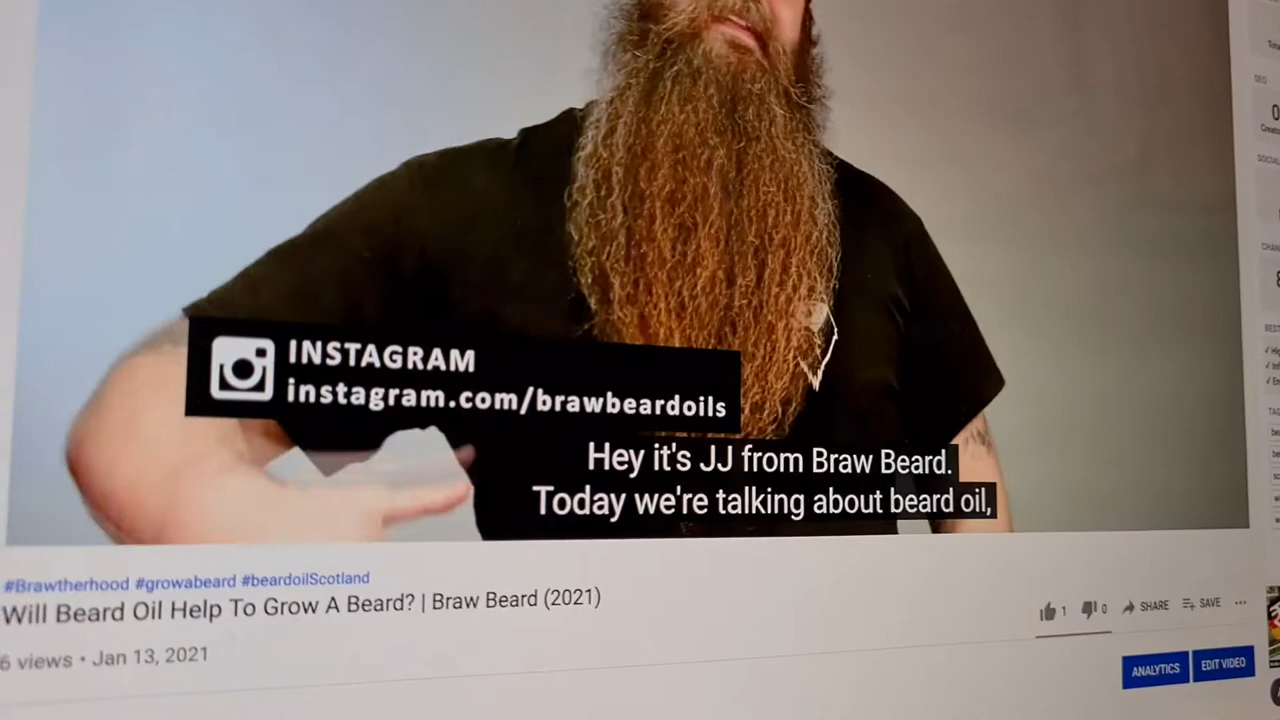 INSTAGRAM
instagram.com/brawbeardoils
Hey it's JJ from Braw Beard.
Today we're talking about beard oil,
#Brawtherhood #growabeard #beardoilScotland
Will Beard Oil Help To Grow A Beard? | Braw Beard (2021)
6 views • Jan 13, 2021
1 0 SHARE SAVE
ANALYTICS EDIT VIDEO
SEO